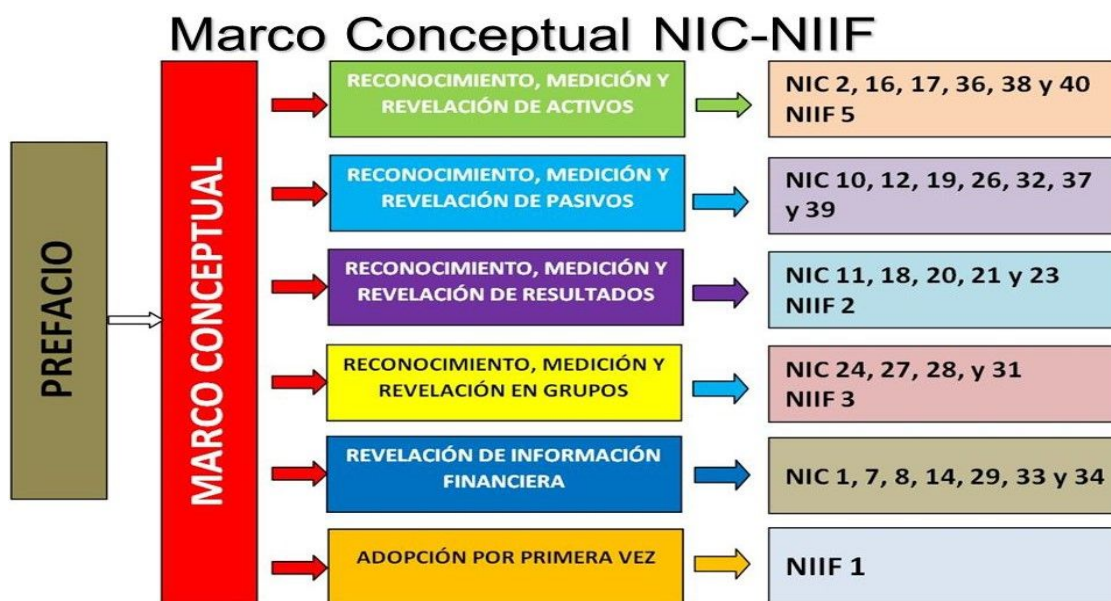 Marco Conceptual NIC-NIIF
PREFACIO
MARCO CONCEPTUAL
RECONOCIMIENTO, MEDICIÓN Y
REVELACIÓN DE ACTIVOS
NIC 2, 16, 17, 36, 38 y 40
NIIF 5
RECONOCIMIENTO, MEDICIÓN Y
REVELACIÓN DE PASIVOS
NIC 10, 12, 19, 26, 32, 37
y 39
RECONOCIMIENTO, MEDICIÓN Y
REVELACIÓN DE RESULTADOS
NIC 11, 18, 20, 21 y 23
NIIF 2
RECONOCIMIENTO, MEDICIÓN Y
REVELACIÓN EN GRUPOS
NIC 24, 27, 28, y 31
NIIF 3
REVELACIÓN DE INFORMACIÓN
FINANCIERA
NIC 1, 7, 8, 14, 29, 33 y 34
ADOPCIÓN POR PRIMERA VEZ
NIIF 1